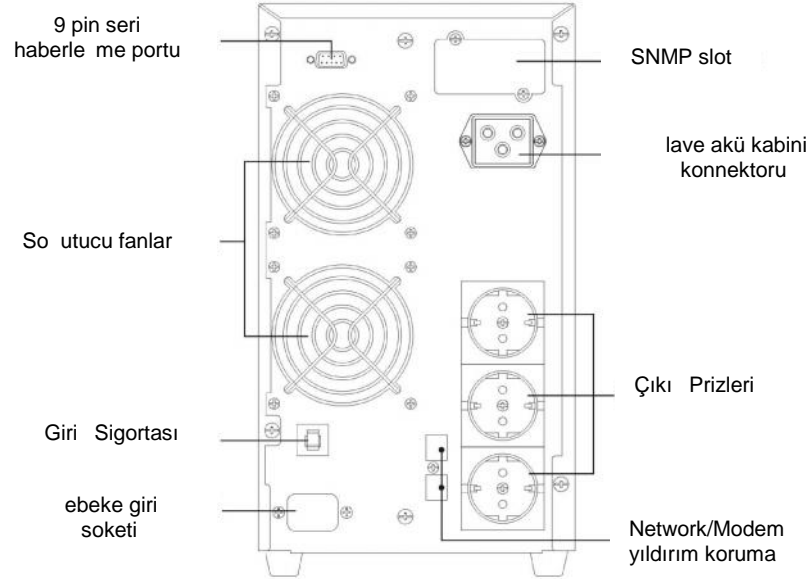 9 pin seri
haberle me portu
SNMP slot
lave akü kabini
konnektoru
So utucu fanlar
Çıkı Prizleri
Giri Sigortası
ebeke giri
soketi
Network/Modem
yıldırım koruma